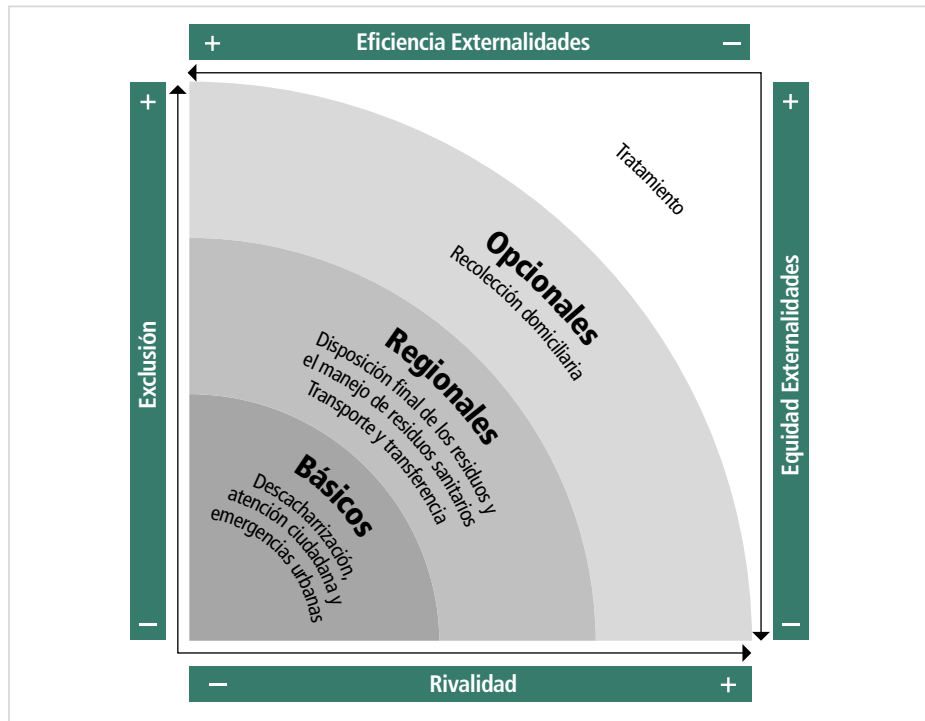 + Eficiencia Externalidades −
+
Exclusión
−
+
Equidad Externalidades
−
Tratamiento
Opcionales
Recolección domiciliaria
Regionales
Disposición final de los residuos y
el manejo de residuos sanitarios
Transporte y transferencia
Básicos
Descacharrización,
atención ciudadana y
emergencias urbanas
− Rivalidad +